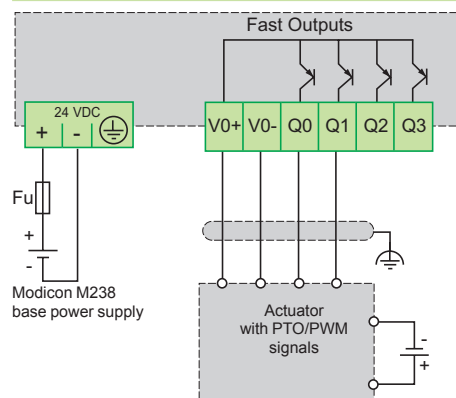 Fast Outputs
24 VDC
+ -
V0+ V0- Q0 Q1 Q2 Q3
Fu
+
-
Modicon M238
base power supply
Actuator
with PTO/PWM
signals
-
+